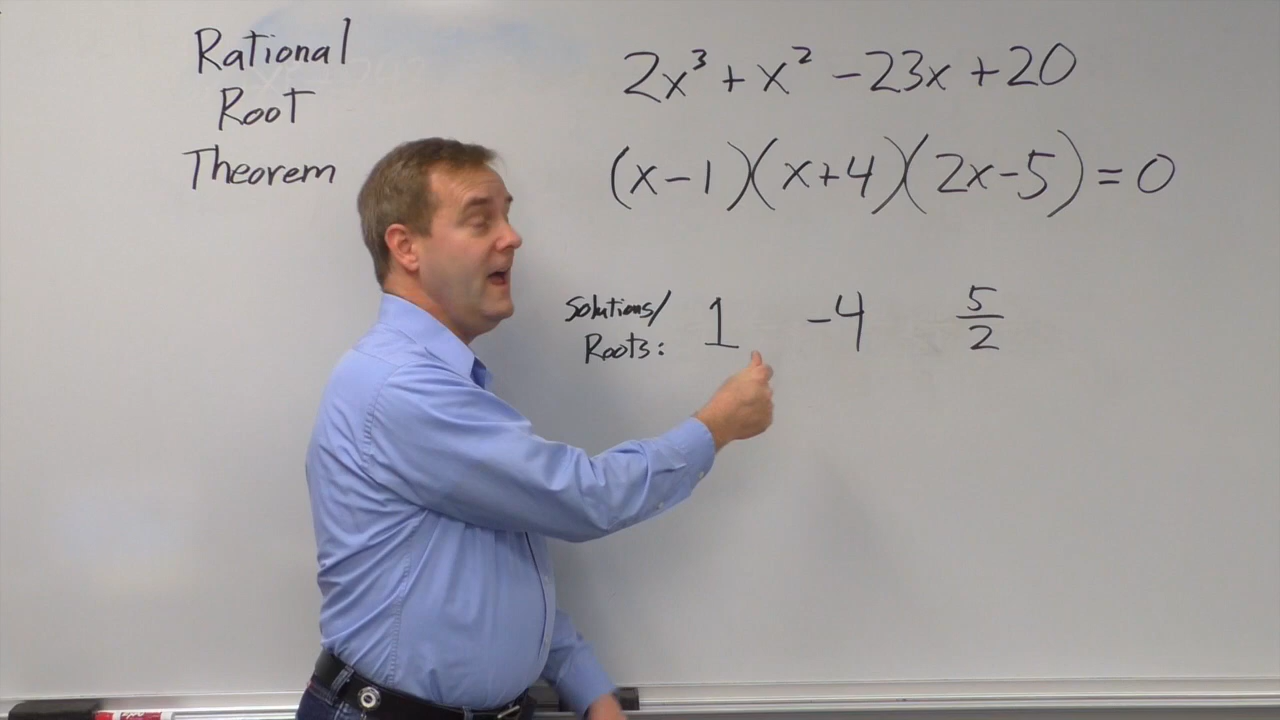 Rational
Root
Theorem
2x³ + x² - 23x + 20
(x-1)(x+4)(2x-5) = 0
Solutions/
Roots: 1 -4 5/2